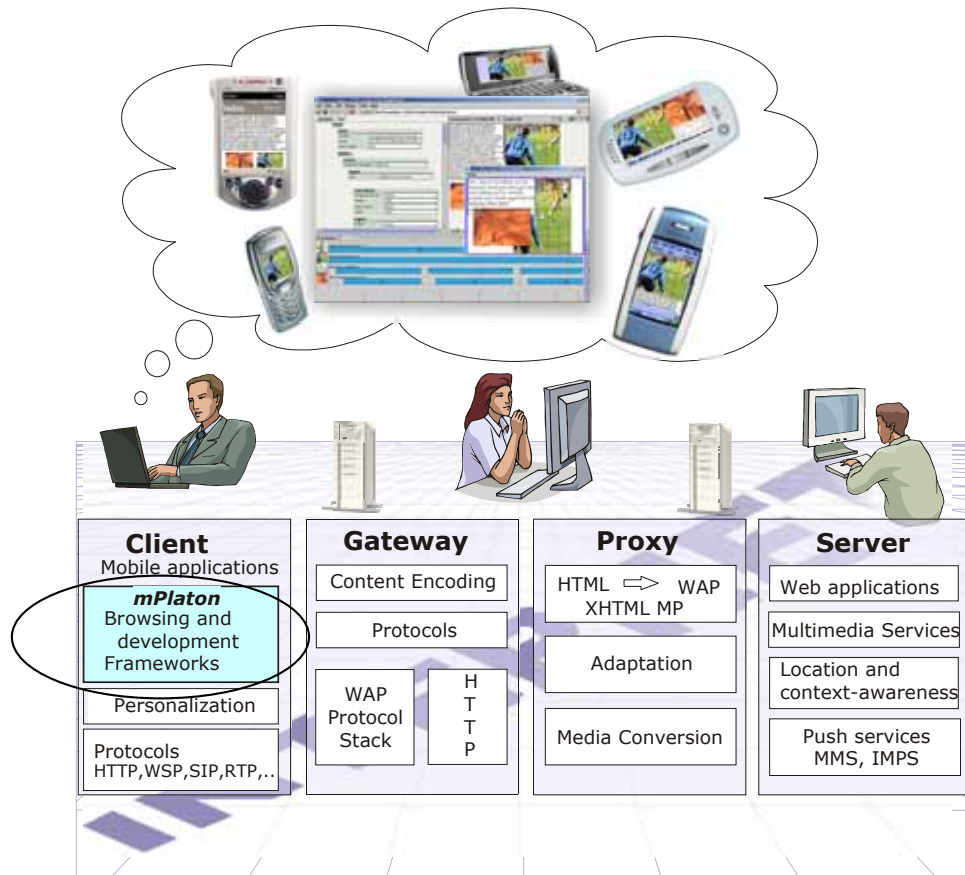 Client
Mobile applications
mPlaton
Browsing and
development
Frameworks
Personalization
Protocols
HTTP,WSP,SIP,RTP,..
Gateway
Content Encoding
Protocols
WAP
Protocol
Stack
H
T
T
P
Proxy
HTML ⇨ WAP
XHTML MP
Adaptation
Media Conversion
Server
Web applications
Multimedia Services
Location and
context-awareness
Push services
MMS, IMPS